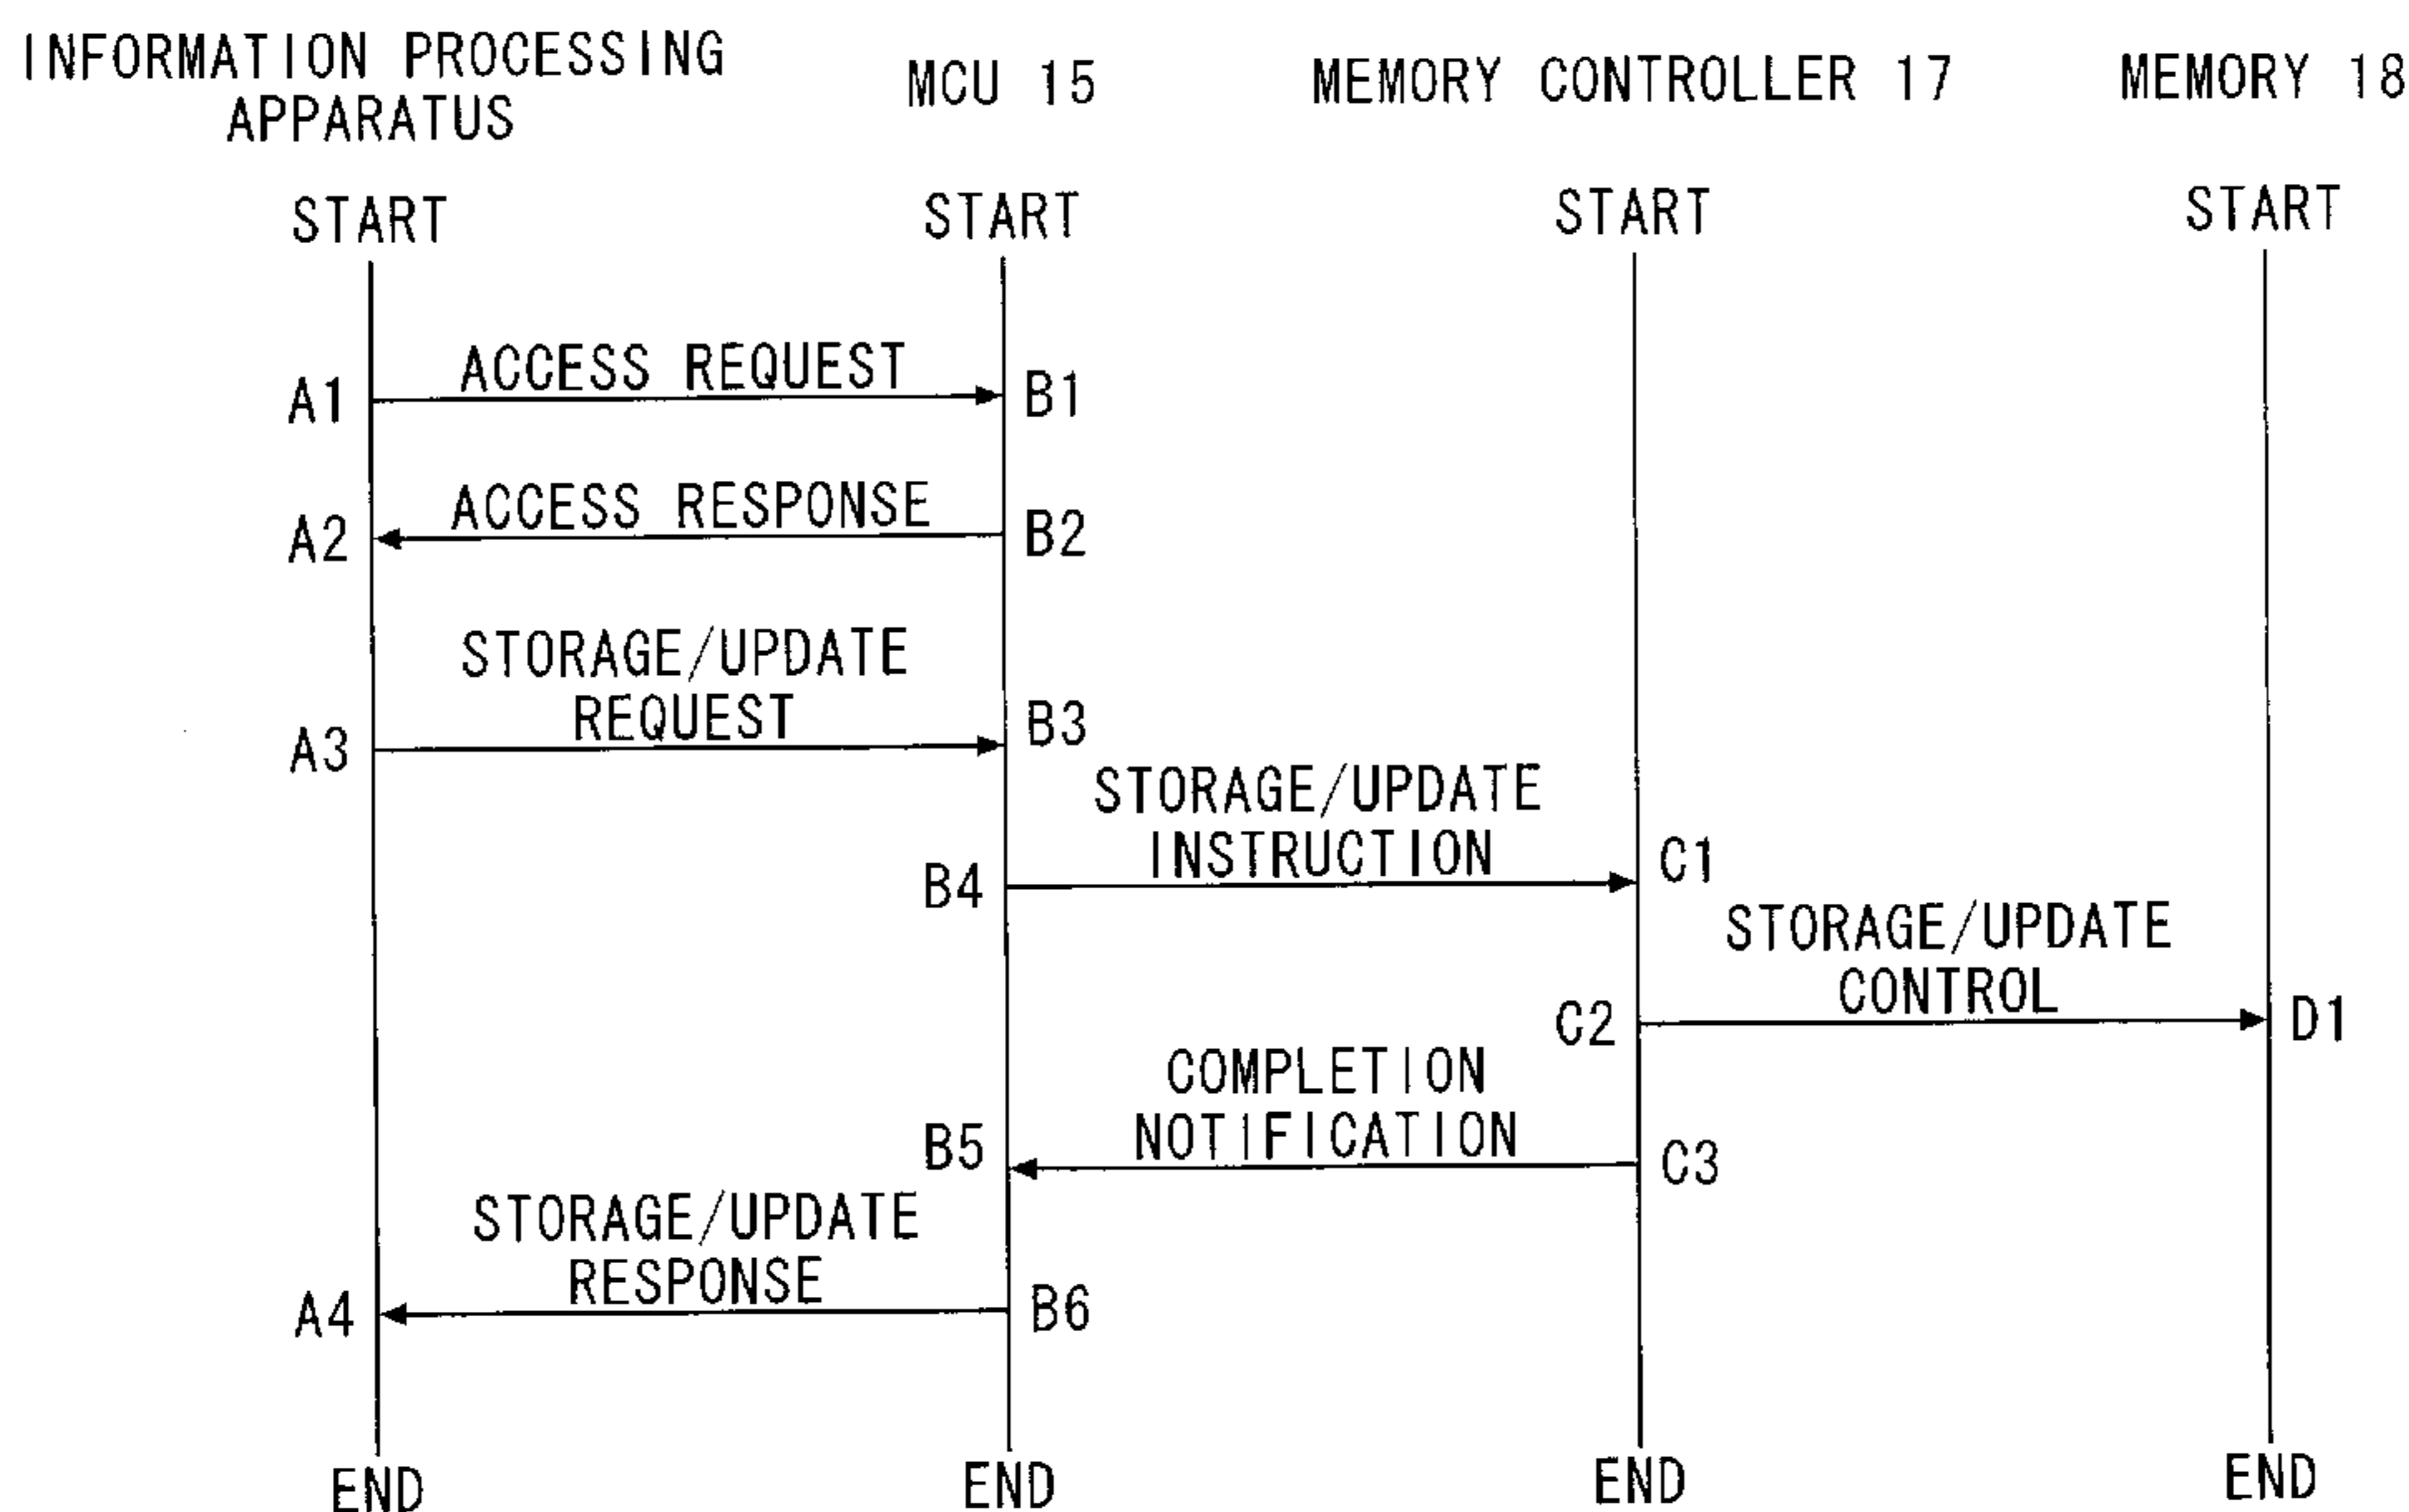 INFORMATION PROCESSING
APPARATUS
MCU 15
MEMORY CONTROLLER 17
MEMORY 18
START
START
START
START
ACCESS REQUEST
A1
B1
ACCESS RESPONSE
A2
B2
STORAGE/UPDATE
REQUEST
A3
B3
STORAGE/UPDATE
INSTRUCTION
B4
C1
STORAGE/UPDATE
CONTROL
C2
D1
COMPLETION
NOTIFICATION
B5
C3
STORAGE/UPDATE
RESPONSE
A4
B6
END
END
END
END